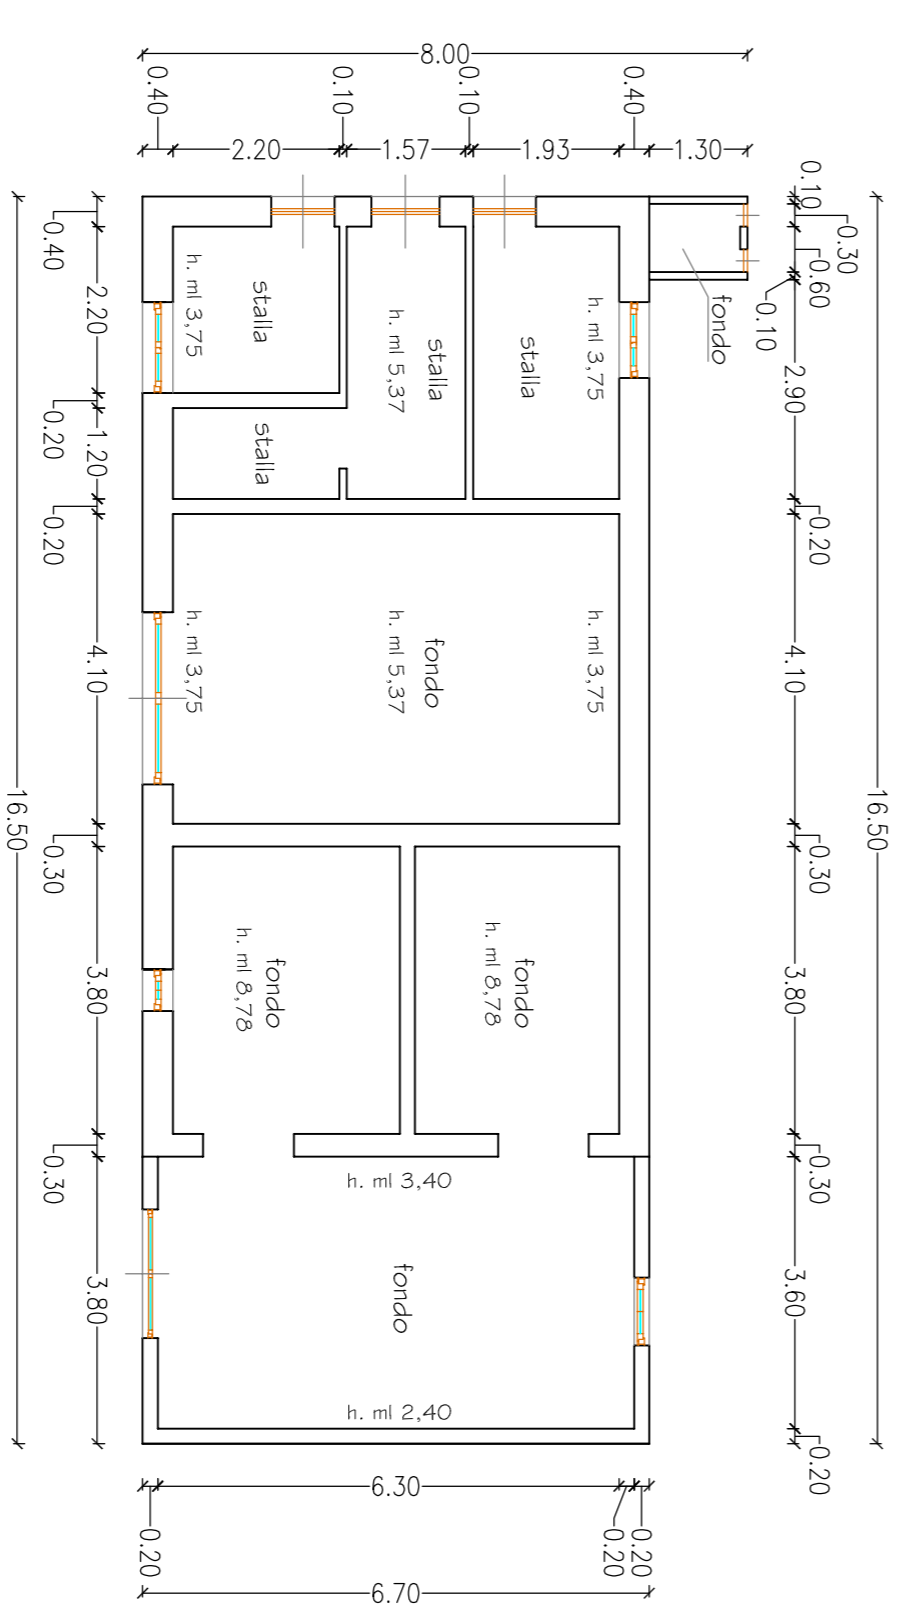 8.00
0.40
0.10
0.10
0.40
2.20
1.57
1.93
1.30
0.10
0.30
0.60
0.10
2.90
0.20
4.10
0.30
3.80
0.30
3.60
0.20
16.50
fondo
stalla
h. ml 3,75
stalla
h. ml 5,37
stalla
h. ml 3,75
stalla
h. ml 3,75
fondo
h. ml 5,37
h. ml 3,75
fondo
h. ml 8,78
fondo
h. ml 8,78
h. ml 3,40
fondo
h. ml 2,40
0.40
2.20
0.20
1.20
0.20
4.10
0.30
3.80
0.30
3.80
16.50
6.30
0.20
0.20
0.20
6.70